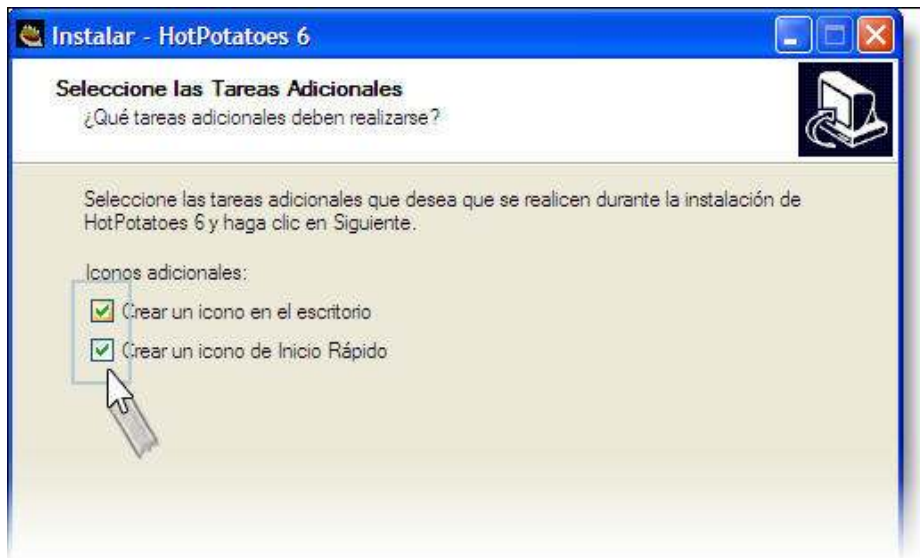 Instalar - HotPotatoes 6
Seleccione las Tareas Adicionales
¿Qué tareas adicionales deben realizarse?
Seleccione las tareas adicionales que desea que se realicen durante la instalación de
HotPotatoes 6 y haga clic en Siguiente.
Iconos adicionales:
Crear un icono en el escritorio
Crear un icono de Inicio Rápido